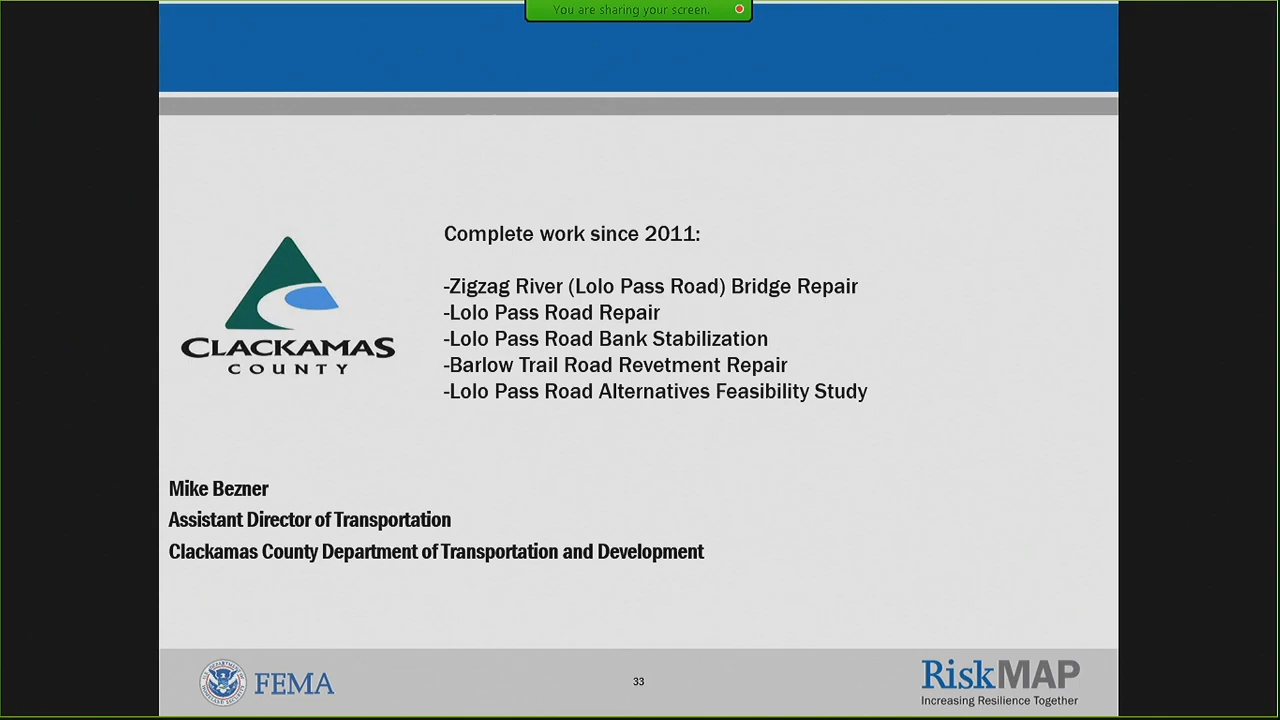 You are sharing your screen.
Complete work since 2011:
-Zigzag River (Lolo Pass Road) Bridge Repair
-Lolo Pass Road Repair
-Lolo Pass Road Bank Stabilization
-Barlow Trail Road Revetment Repair
-Lolo Pass Road Alternatives Feasibility Study
CLACKAMAS
COUNTY
Mike Bezner
Assistant Director of Transportation
Clackamas County Department of Transportation and Development
FEMA
33
RiskMAP
Increasing Resilience Together